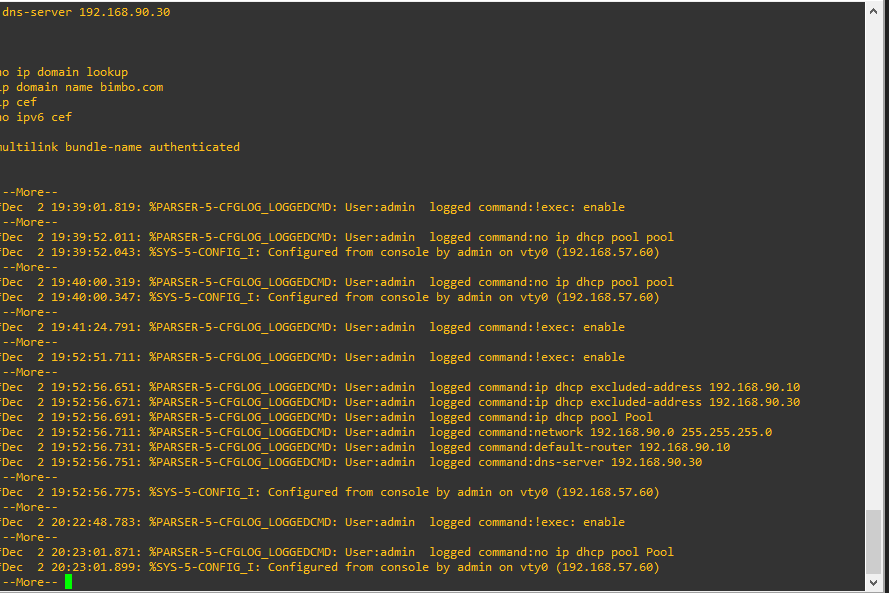 dns-server 192.168.90.30
no ip domain lookup
ip domain name bimbo.com
ip cef
no ipv6 cef
multilink bundle-name authenticated
--More--
*Dec  2 19:39:01.819: %PARSER-5-CFGLOG_LOGGEDCMD: User:admin  logged command:!exec: enable
--More--
*Dec  2 19:39:52.011: %PARSER-5-CFGLOG_LOGGEDCMD: User:admin  logged command:no ip dhcp pool pool
*Dec  2 19:39:52.043: %SYS-5-CONFIG_I: Configured from console by admin on vty0 (192.168.57.60)
--More--
*Dec  2 19:40:00.319: %PARSER-5-CFGLOG_LOGGEDCMD: User:admin  logged command:no ip dhcp pool pool
*Dec  2 19:40:00.347: %SYS-5-CONFIG_I: Configured from console by admin on vty0 (192.168.57.60)
--More--
*Dec  2 19:41:24.791: %PARSER-5-CFGLOG_LOGGEDCMD: User:admin  logged command:!exec: enable
--More--
*Dec  2 19:52:51.711: %PARSER-5-CFGLOG_LOGGEDCMD: User:admin  logged command:!exec: enable
--More--
*Dec  2 19:52:56.651: %PARSER-5-CFGLOG_LOGGEDCMD: User:admin  logged command:ip dhcp excluded-address 192.168.90.10
*Dec  2 19:52:56.671: %PARSER-5-CFGLOG_LOGGEDCMD: User:admin  logged command:ip dhcp excluded-address 192.168.90.30
*Dec  2 19:52:56.691: %PARSER-5-CFGLOG_LOGGEDCMD: User:admin  logged command:ip dhcp pool Pool
*Dec  2 19:52:56.711: %PARSER-5-CFGLOG_LOGGEDCMD: User:admin  logged command:network 192.168.90.0 255.255.255.0
*Dec  2 19:52:56.731: %PARSER-5-CFGLOG_LOGGEDCMD: User:admin  logged command:default-router 192.168.90.10
*Dec  2 19:52:56.751: %PARSER-5-CFGLOG_LOGGEDCMD: User:admin  logged command:dns-server 192.168.90.30
--More--
*Dec  2 19:52:56.775: %SYS-5-CONFIG_I: Configured from console by admin on vty0 (192.168.57.60)
--More--
*Dec  2 20:22:48.783: %PARSER-5-CFGLOG_LOGGEDCMD: User:admin  logged command:!exec: enable
--More--
*Dec  2 20:23:01.871: %PARSER-5-CFGLOG_LOGGEDCMD: User:admin  logged command:no ip dhcp pool Pool
*Dec  2 20:23:01.899: %SYS-5-CONFIG_I: Configured from console by admin on vty0 (192.168.57.60)
--More--